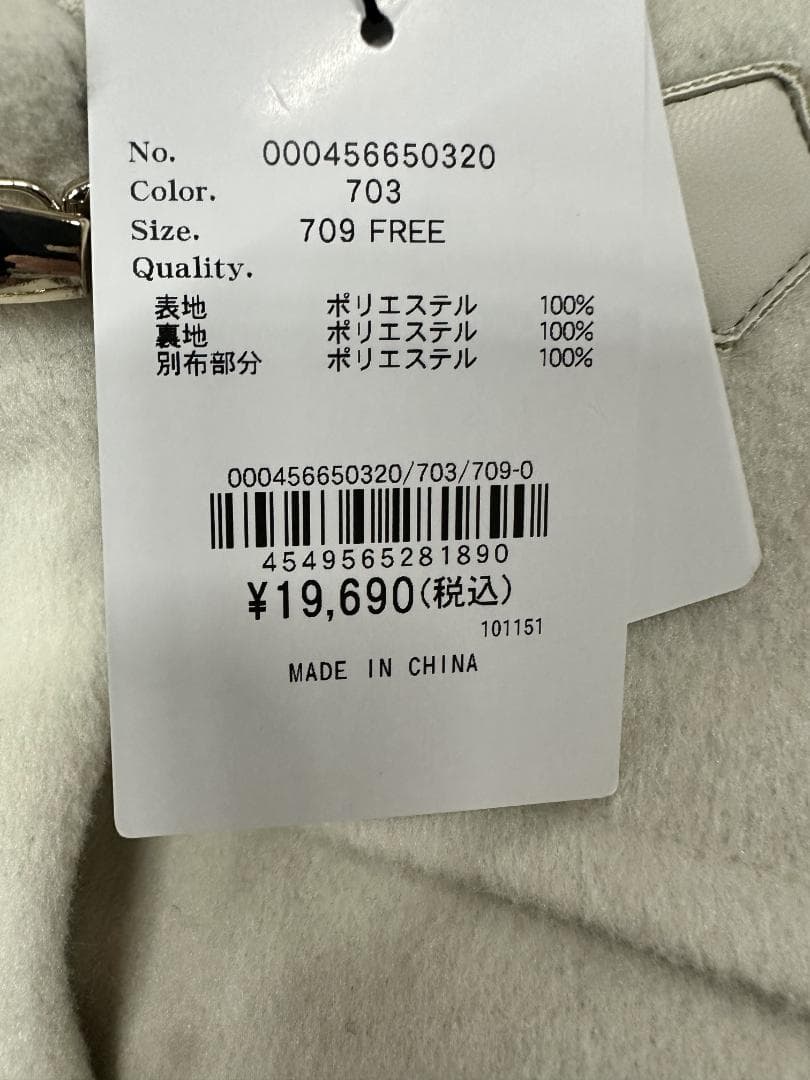 No. 000456650320
Color. 703
Size. 709 FREE
Quality.
表地 ポリエステル 100%
裏地 ポリエステル 100%
別布部分 ポリエステル 100%
000456650320/703/709-0
4549565281890
¥19,690(税込)
101151
MADE IN CHINA